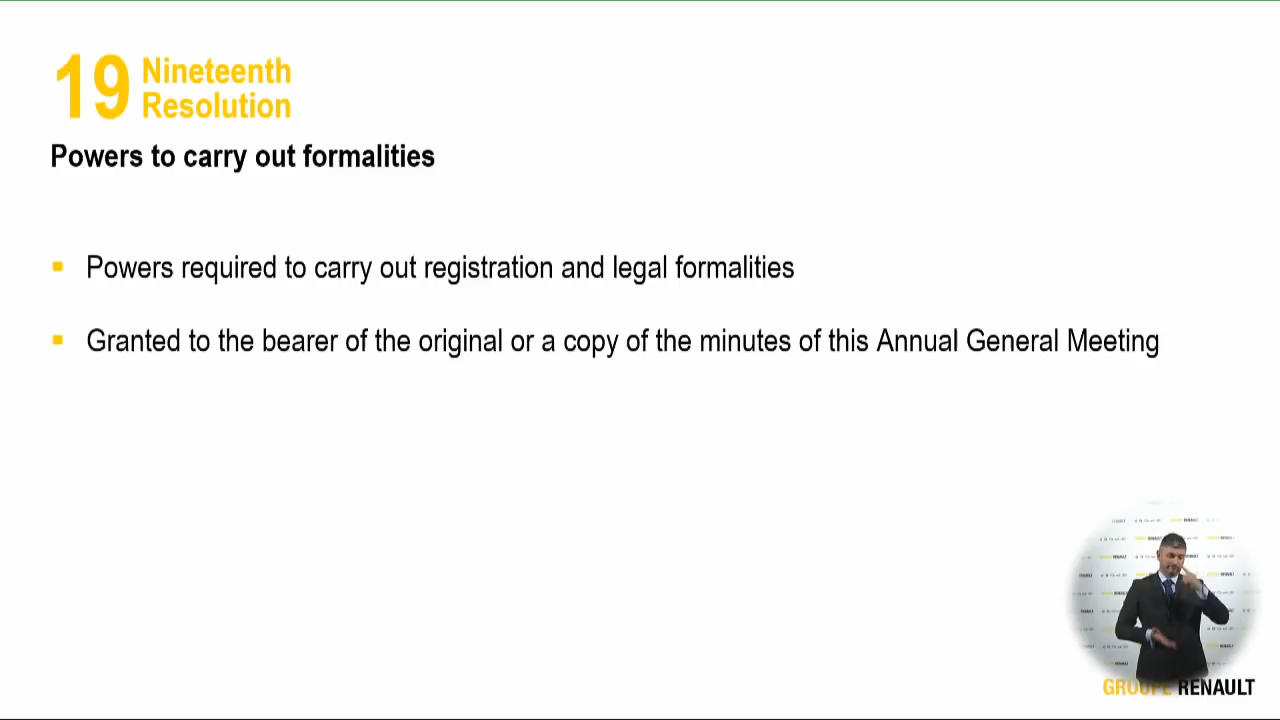 19 Nineteenth
Resolution
Powers to carry out formalities
Powers required to carry out registration and legal formalities
Granted to the bearer of the original or a copy of the minutes of this Annual General Meeting
GROUPE RENAULT